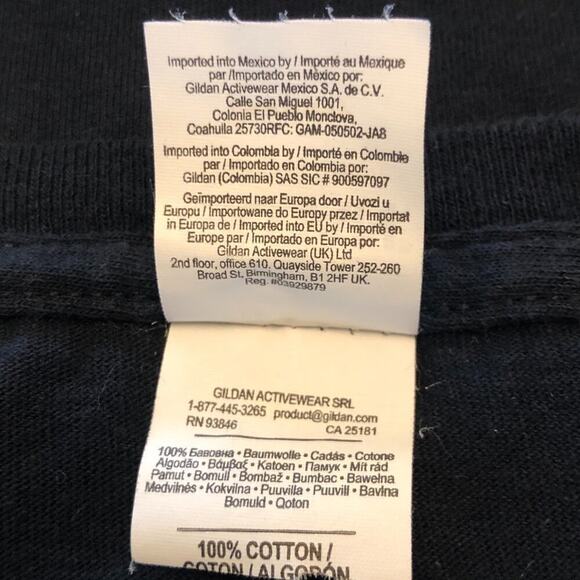 Imported into Mexico by / Importé au Mexique
par /Importado en México por:
Gildan Activewear Mexico S.A. de C.V.
Calle San Miguel 1001,
Colonia El Pueblo Monclova,
Coahuila 25730RFC: GAM-050502-JA8
Imported into Colombia by / Importé en Colombie
par / Importado en Colombia por:
Gildan (Colombia) SAS SIC # 900597097
Geïmporteerd naar Europa door / Uvozi u
Europu / Importowane do Europy przez / Importat
in Europa de / Imported into EU by / Importé en
Europe par / Importado en Europa por:
Gildan Activewear (UK) Ltd
2nd floor, office 610. Quayside Tower 252-260
Broad St, Birmingham, B1 2HF UK.
Reg. #03929879
GILDAN ACTIVEWEAR SRL
1-877-445-3265 product@gildan.com
RN 93846 CA 25181
100% Бавовна • Baumwolle • Cadás • Cotone
Algodão • Βάμβαξ • Katoen • Памук • Mít rád
Pamut • Bomull • Bombaž • Bumbac • Bawełna
Medvilnės • Kokvilna • Puuvilla • Puuvill • Bavlna
Bomuld • Qoton
100% COTTON /
COTON / ALGODÓN